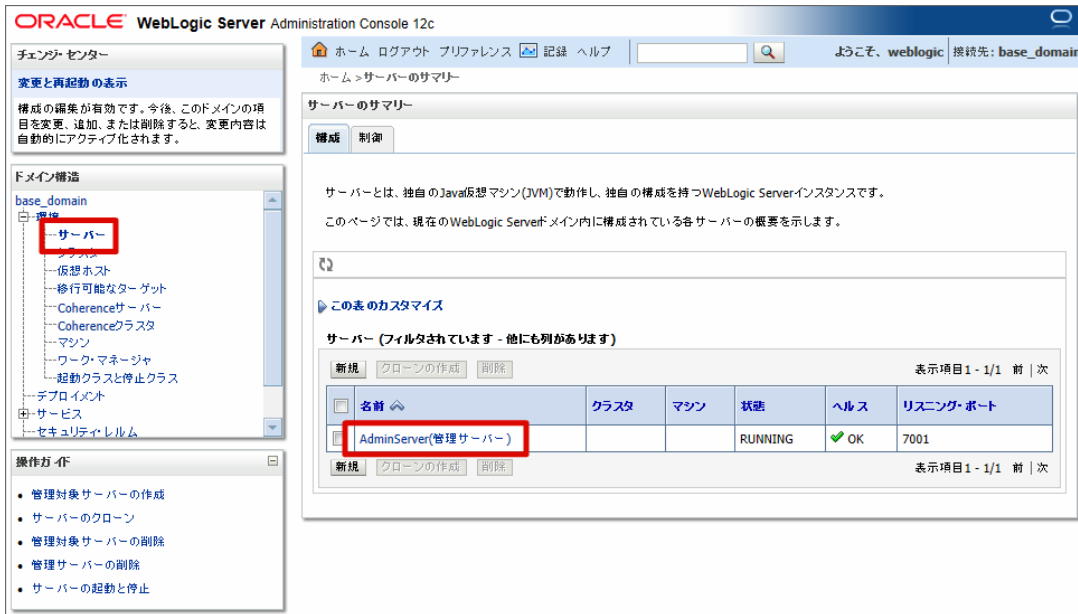 ORACLE WebLogic Server Administration Console 12c
チェンジ・センター
変更と再起動の表示
構成の編集が有効です。今後、このドメインの項
目を変更、追加、または削除すると、変更内容は
自動的にアクティブ化されます。
ドメイン構造
base_domain
環境
サーバー
クラスタ
仮想ホスト
移行可能なターゲット
Coherenceサーバー
Coherenceクラスタ
マシン
ワーク・マネージャ
起動クラスと停止クラス
デプロイメント
サービス
セキュリティ・レルム
操作ガイド
管理対象サーバーの作成
サーバーのクローン
管理対象サーバーの削除
管理サーバーの削除
サーバーの起動と停止
ホーム ログアウト プリファレンス 記録 ヘルプ
ようこそ、weblogic 接続先: base_domain
ホーム >サーバーのサマリー
サーバーのサマリー
構成 制御
サーバーとは、独自のJava仮想マシン(JVM)で動作し、独自の構成を持つWebLogic Serverインスタンスです。
このページでは、現在のWebLogic Serverドメイン内に構成されている各サーバーの概要を示します。
この表のカスタマイズ
サーバー (フィルタされています - 他にも列があります)
新規 クローンの作成 削除 表示項目1 - 1/1 前 | 次
名前 クラスタ マシン 状態 ヘルス リスニング・ポート
AdminServer(管理サーバー) RUNNING OK 7001
新規 クローンの作成 削除 表示項目1 - 1/1 前 | 次